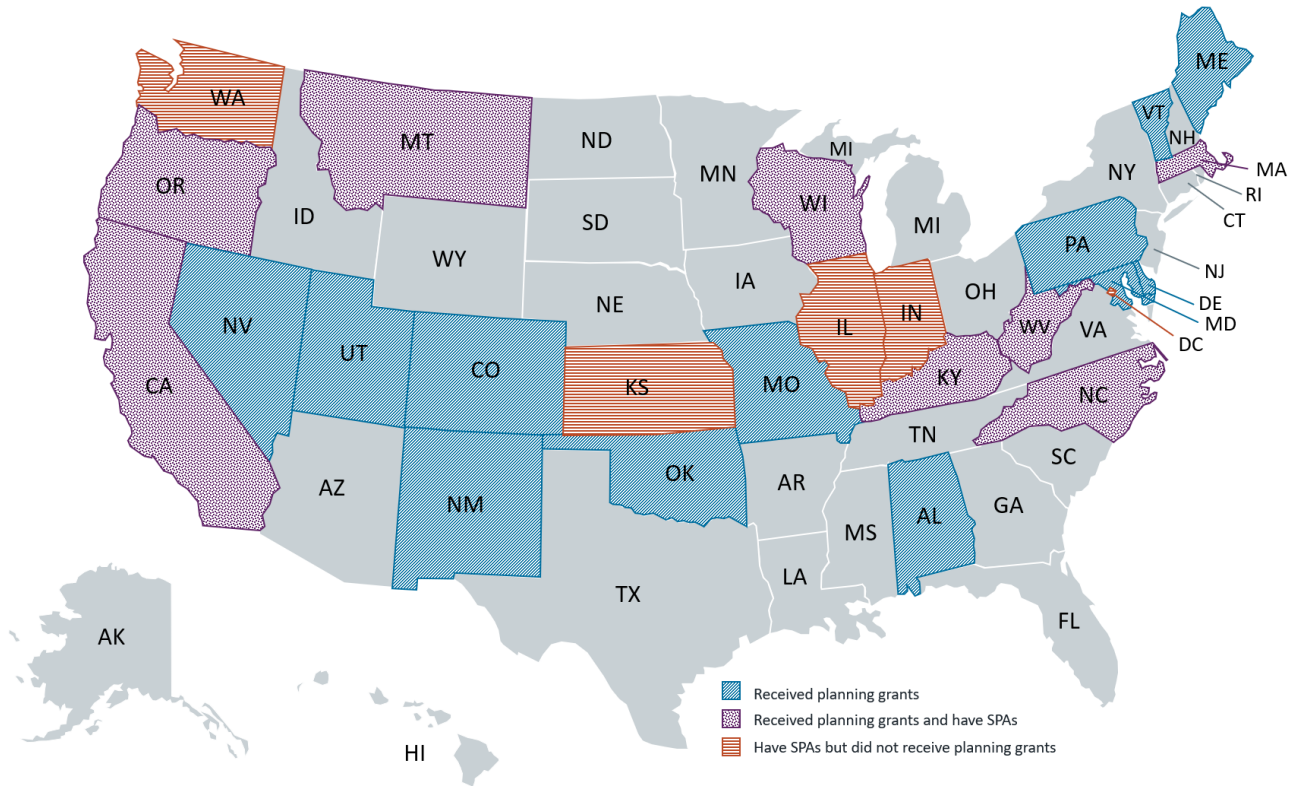 ME
WA
VT
ND
MT
NH
MI
MN
MA
NY
OR
RI
WI
ID
CT
SD
MI
PA
WY
NJ
IA
OH
NE
DE
IN
MD
NV
IL
WV
VA
DC
UT
CO
KY
CA
KS
MO
NC
TN
SC
OK
AZ
AR
NM
GA
AL
MS
LA
TX
FL
AK
HI
Received planning grants
Received planning grants and have SPAs
Have SPAs but did not receive planning grants